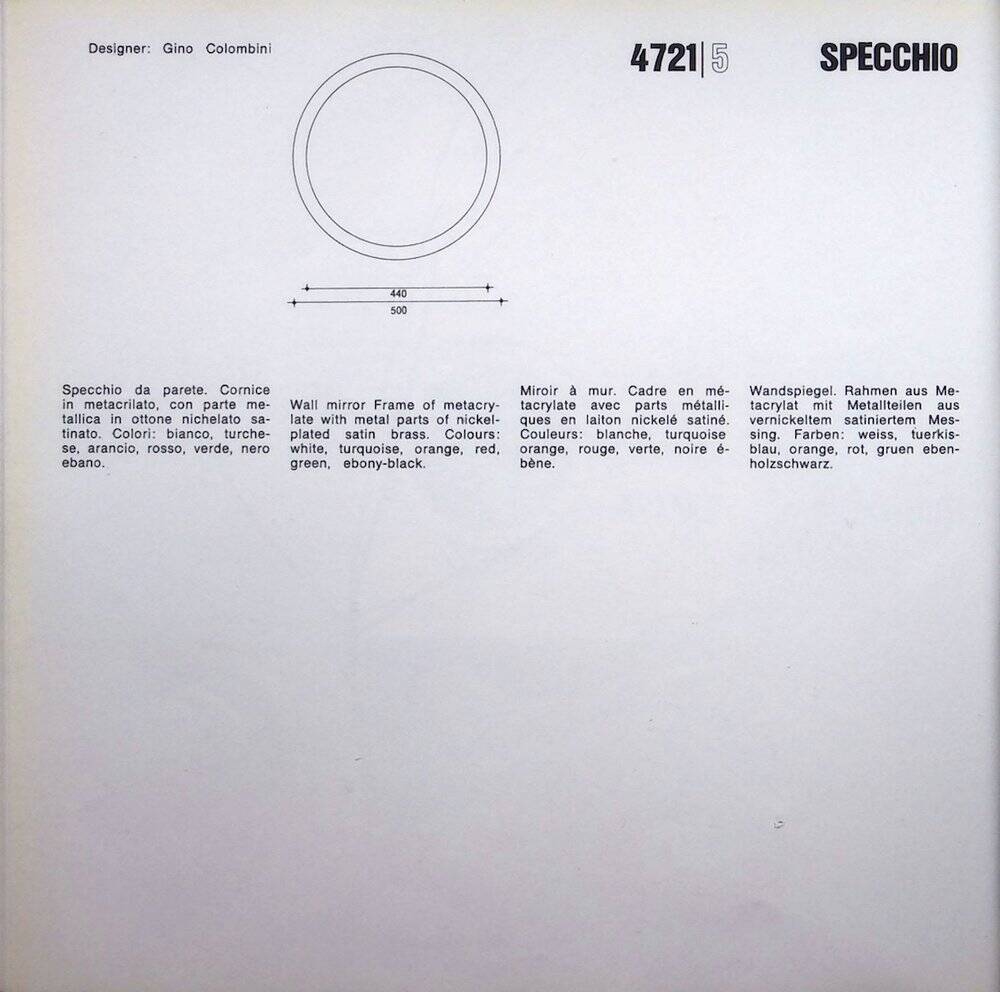 Designer: Gino Colombini
4721|5
SPECCHIO
440
500
Specchio da parete. Cornice
in metacrilato, con parte me-
tallica in ottone nichelato sa-
tinato. Colori: bianco, turche-
se, arancio, rosso, verde, nero
ebano.
Wall mirror Frame of metacry-
late with metal parts of nickel-
plated satin brass. Colours:
white, turquoise, orange, red,
green, ebony-black.
Miroir à mur. Cadre en mé-
tacrylate avec parts métalli-
ques en laiton nickelé satiné.
Couleurs: blanche, turquoise
orange, rouge, verte, noire é-
bène.
Wandspiegel. Rahmen aus Me-
tacrylat mit Metallteilen aus
vernickeltem satiniertem Mes-
sing. Farben: weiss, tuerkis-
blau, orange, rot, gruen eben-
holzschwarz.